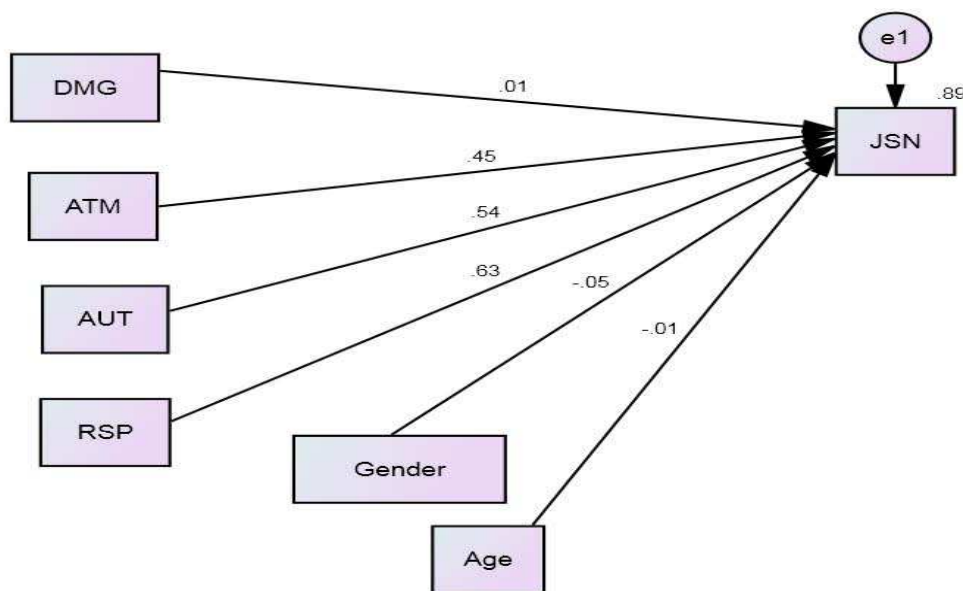 e1
.89
DMG
.01
JSN
.45
ATM
.54
AUT
.63
-.05
-.01
RSP
Gender
Age